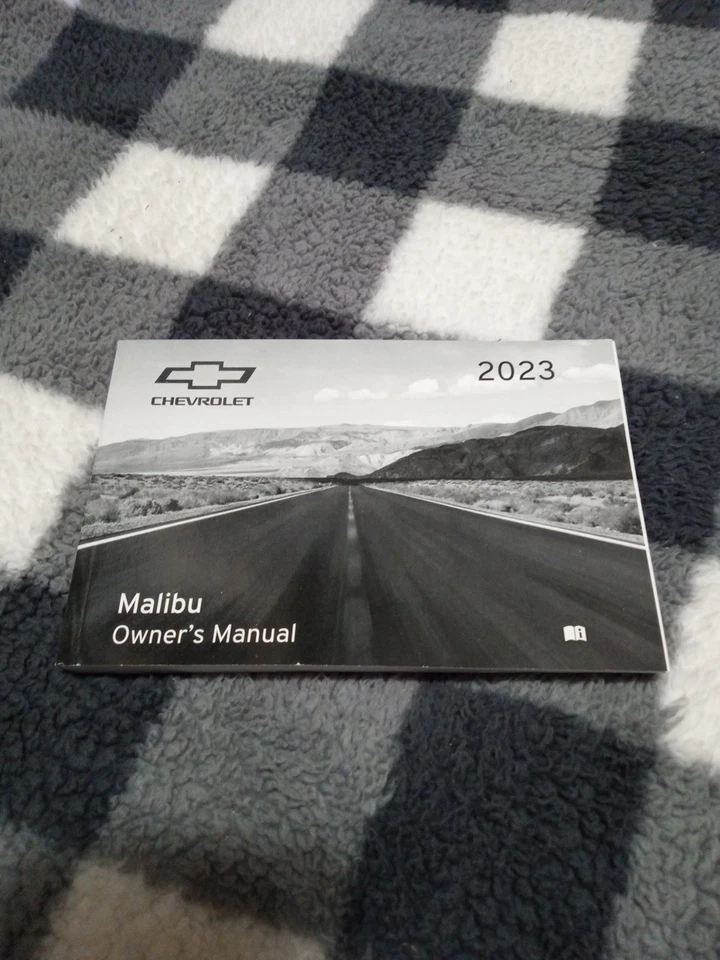 CHEVROLET
2023
Malibu
Owner's Manual